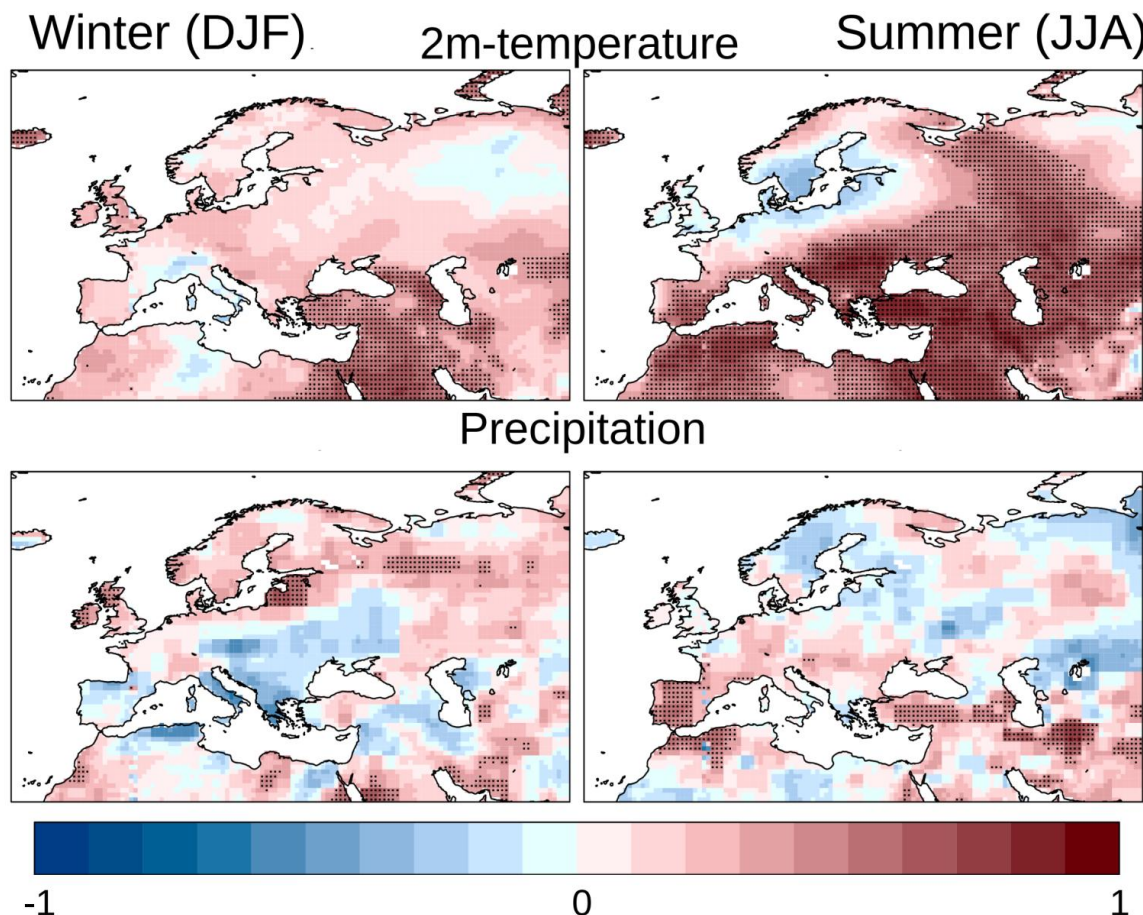 Winter (DJF)
2m-temperature
Summer (JJA)
Precipitation
-1
0
1